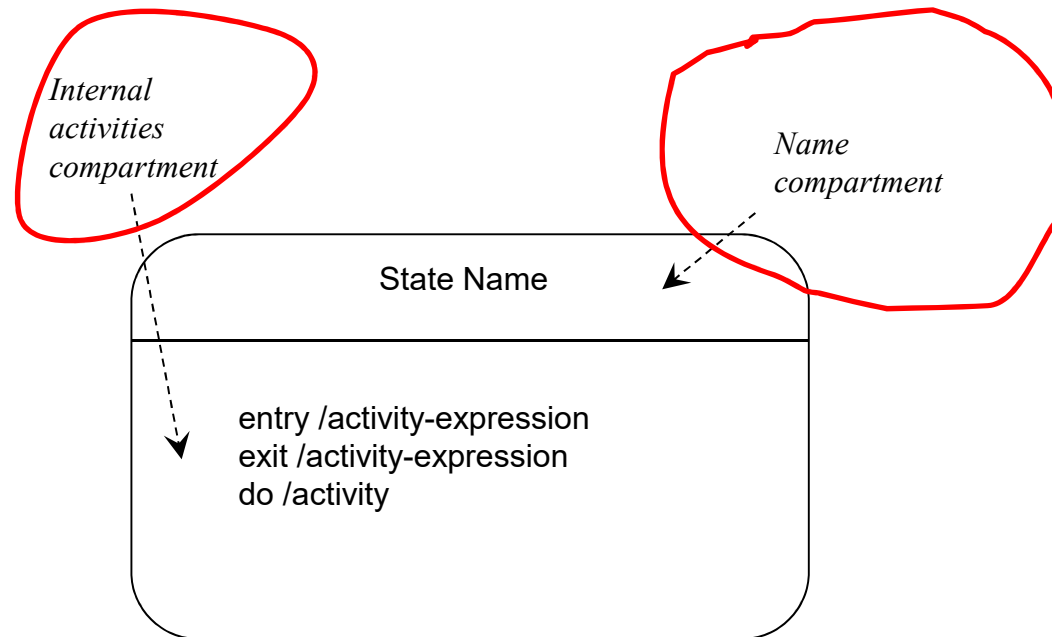 Internal
activities
compartment
Name
compartment
State Name
entry /activity-expression
exit /activity-expression
do /activity